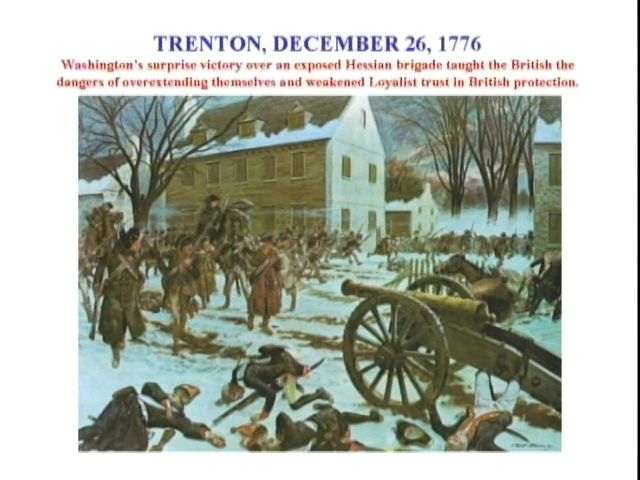 TRENTON, DECEMBER 26, 1776
Washington's surprise victory over an exposed Hessian brigade taught the British the
dangers of overextending themselves and weakened Loyalist trust in British protection.